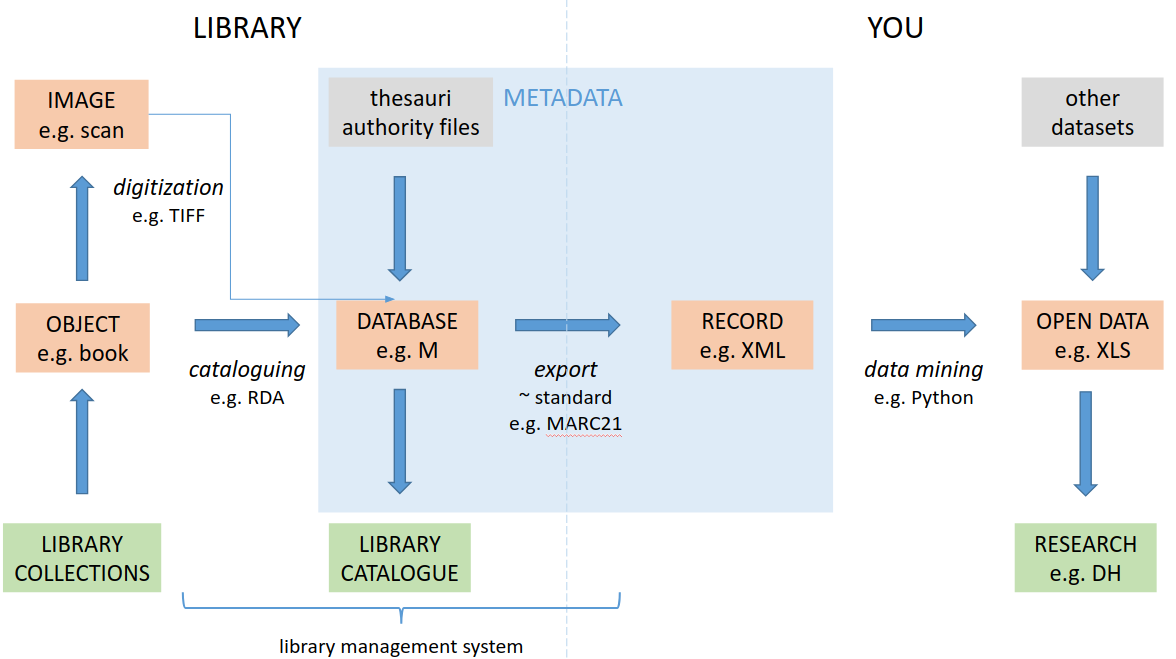 LIBRARY
YOU
IMAGE
e.g. scan
thesauri
authority files
METADATA
other
datasets
digitization
e.g. TIFF
OBJECT
e.g. book
cataloguing
e.g. RDA
DATABASE
e.g. M
export
~ standard
e.g. MARC21
RECORD
e.g. XML
data mining
e.g. Python
OPEN DATA
e.g. XLS
LIBRARY
COLLECTIONS
LIBRARY
CATALOGUE
RESEARCH
e.g. DH
library management system